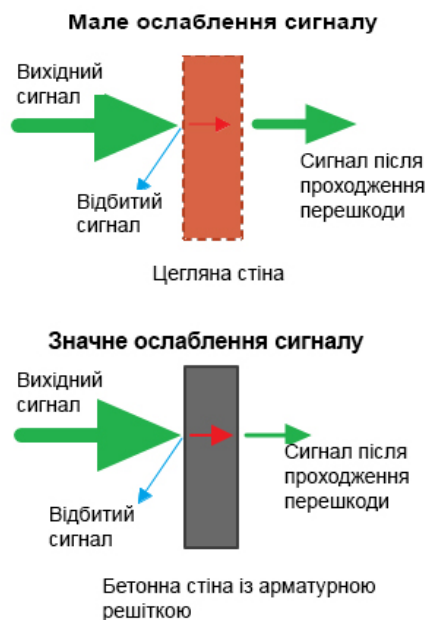 Мале ослаблення сигналу
Вихідний
сигнал
Відбитий
сигнал
Сигнал після
проходження
перешкоди
Цегляна стіна
Значне ослаблення сигналу
Вихідний
сигнал
Відбитий
сигнал
Сигнал після
проходження
перешкоди
Бетонна стіна із арматурною
решіткою